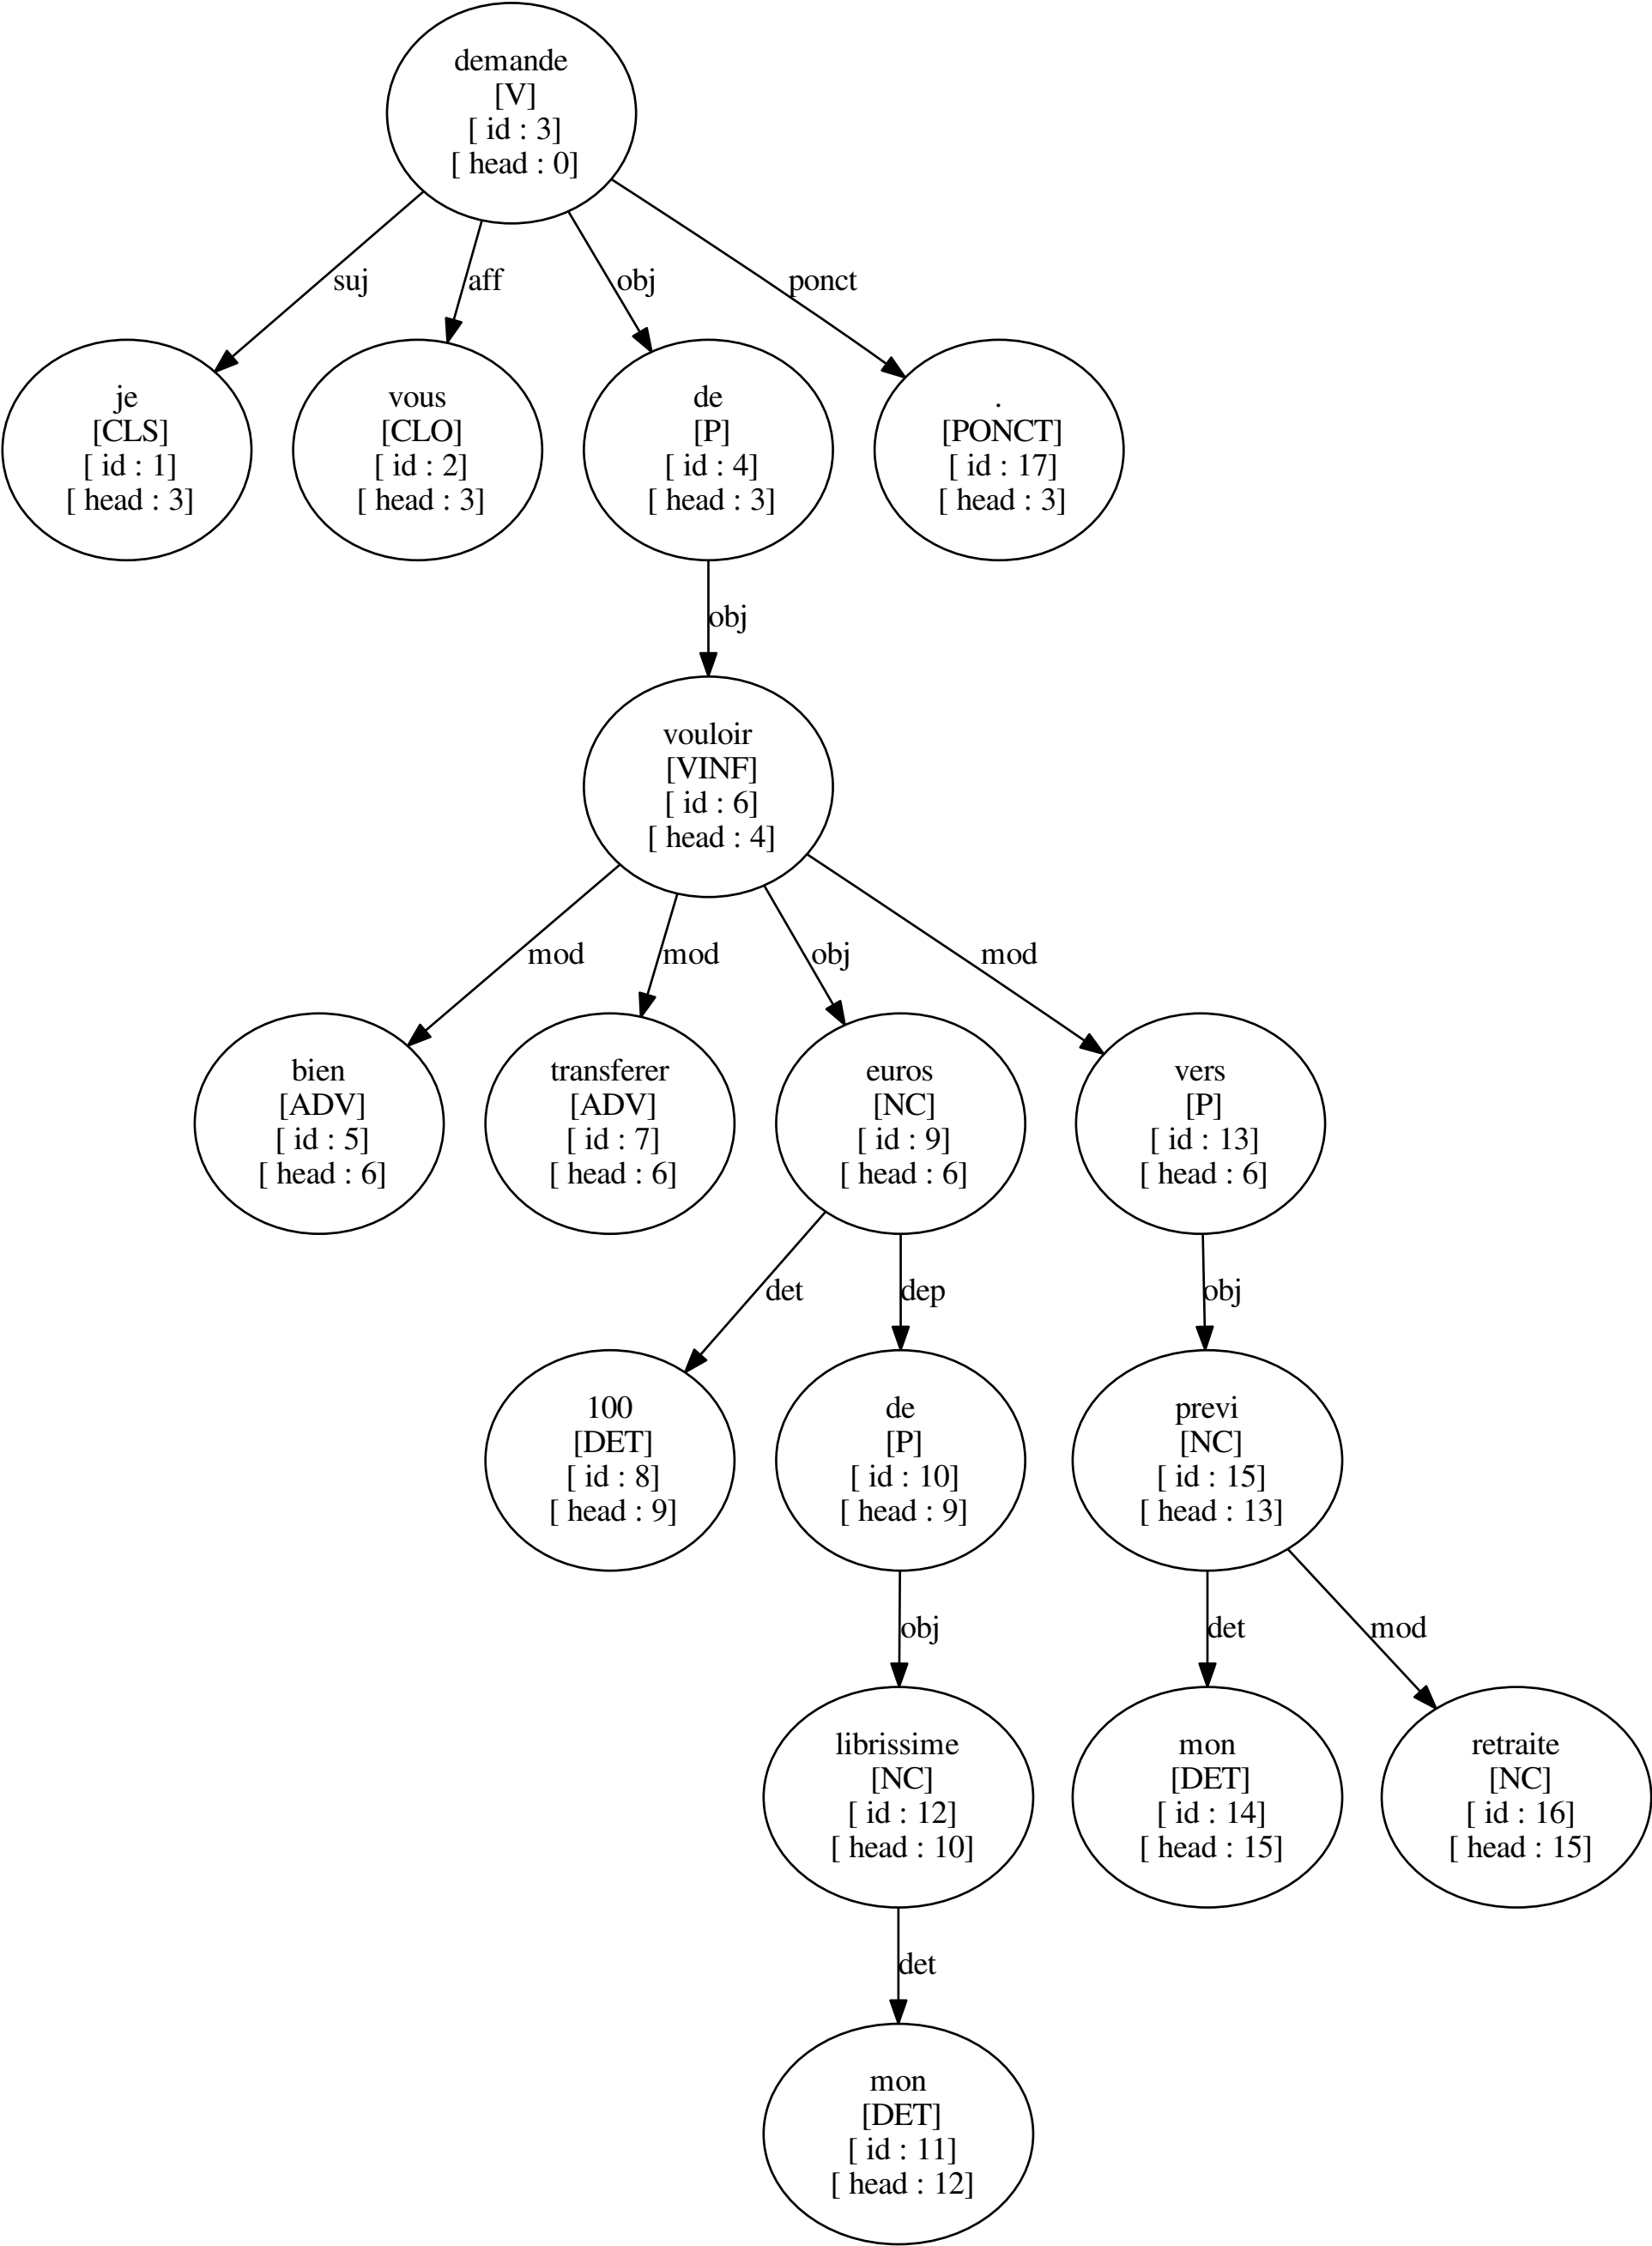 demande
[V]
[ id : 3]
[ head : 0]
suj
aff
obj
ponct
je
[CLS]
[ id : 1]
[ head : 3]
vous
[CLO]
[ id : 2]
[ head : 3]
de
[P]
[ id : 4]
[ head : 3]
.
[PONCT]
[ id : 17]
[ head : 3]
obj
vouloir
[VINF]
[ id : 6]
[ head : 4]
mod
mod
obj
mod
bien
[ADV]
[ id : 5]
[ head : 6]
transferer
[ADV]
[ id : 7]
[ head : 6]
euros
[NC]
[ id : 9]
[ head : 6]
vers
[P]
[ id : 13]
[ head : 6]
det
dep
obj
100
[DET]
[ id : 8]
[ head : 9]
de
[P]
[ id : 10]
[ head : 9]
previ
[NC]
[ id : 15]
[ head : 13]
obj
det
mod
librissime
[NC]
[ id : 12]
[ head : 10]
mon
[DET]
[ id : 14]
[ head : 15]
retraite
[NC]
[ id : 16]
[ head : 15]
det
mon
[DET]
[ id : 11]
[ head : 12]